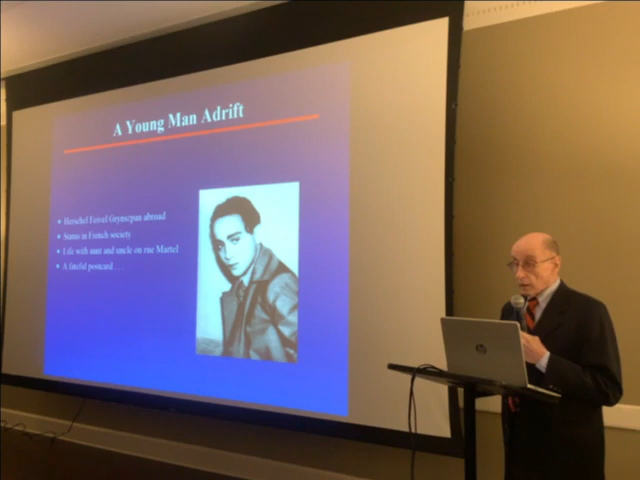 A Young Man Adrift
Herschel Feivel Grynszpan abroad
Status in French society
Life with aunt and uncle on rue Martel
A fateful postcard . . .
hp